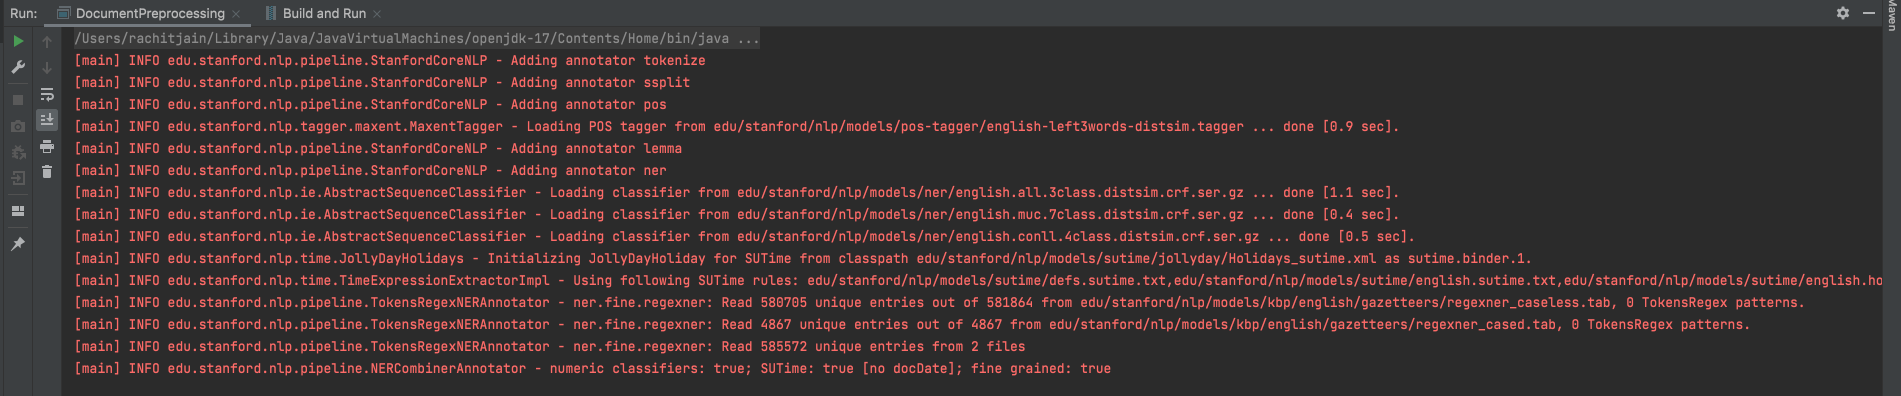 Run: DocumentPreprocessing × Build and Run ×
Maven
/Users/rachitjain/Library/Java/JavaVirtualMachines/openjdk-17/Contents/Home/bin/java ...
[main] INFO edu.stanford.nlp.pipeline.StanfordCoreNLP - Adding annotator tokenize
[main] INFO edu.stanford.nlp.pipeline.StanfordCoreNLP - Adding annotator ssplit
[main] INFO edu.stanford.nlp.pipeline.StanfordCoreNLP - Adding annotator pos
[main] INFO edu.stanford.nlp.tagger.maxent.MaxentTagger - Loading POS tagger from edu/stanford/nlp/models/pos-tagger/english-left3words-distsim.tagger ... done [0.9 sec].
[main] INFO edu.stanford.nlp.pipeline.StanfordCoreNLP - Adding annotator lemma
[main] INFO edu.stanford.nlp.pipeline.StanfordCoreNLP - Adding annotator ner
[main] INFO edu.stanford.nlp.ie.AbstractSequenceClassifier - Loading classifier from edu/stanford/nlp/models/ner/english.all.3class.distsim.crf.ser.gz ... done [1.1 sec].
[main] INFO edu.stanford.nlp.ie.AbstractSequenceClassifier - Loading classifier from edu/stanford/nlp/models/ner/english.muc.7class.distsim.crf.ser.gz ... done [0.4 sec].
[main] INFO edu.stanford.nlp.ie.AbstractSequenceClassifier - Loading classifier from edu/stanford/nlp/models/ner/english.conll.4class.distsim.crf.ser.gz ... done [0.5 sec].
[main] INFO edu.stanford.nlp.time.JollyDayHolidays - Initializing JollyDayHoliday for SUTime from classpath edu/stanford/nlp/models/sutime/jollyday/Holidays_sutime.xml as sutime.binder.1.
[main] INFO edu.stanford.nlp.time.TimeExpressionExtractorImpl - Using following SUTime rules: edu/stanford/nlp/models/sutime/defs.sutime.txt,edu/stanford/nlp/models/sutime/english.sutime.txt,edu/stanford/nlp/models/sutime/english.ho
[main] INFO edu.stanford.nlp.pipeline.TokensRegexNERAnnotator - ner.fine.regexner: Read 580705 unique entries out of 581864 from edu/stanford/nlp/models/kbp/english/gazetteers/regexner_caseless.tab, 0 TokensRegex patterns.
[main] INFO edu.stanford.nlp.pipeline.TokensRegexNERAnnotator - ner.fine.regexner: Read 4867 unique entries out of 4867 from edu/stanford/nlp/models/kbp/english/gazetteers/regexner_cased.tab, 0 TokensRegex patterns.
[main] INFO edu.stanford.nlp.pipeline.TokensRegexNERAnnotator - ner.fine.regexner: Read 585572 unique entries from 2 files
[main] INFO edu.stanford.nlp.pipeline.NERCombinerAnnotator - numeric classifiers: true; SUTime: true [no docDate]; fine grained: true